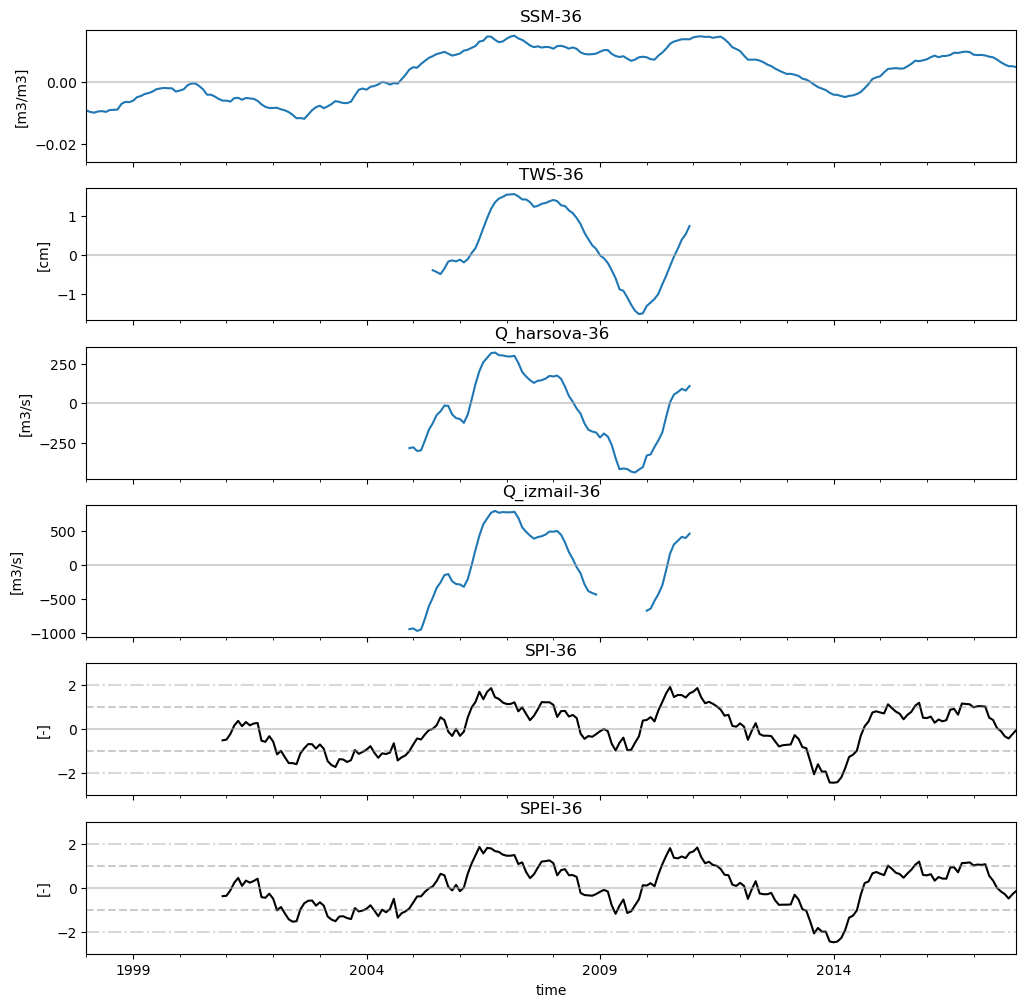 SSM-36
0.00
−0.02
[m3/m3]
TWS-36
1
0
−1
[cm]
Q_harsova-36
250
0
−250
[m3/s]
Q_izmail-36
500
0
−500
−1000
[m3/s]
SPI-36
2
0
−2
[-]
SPEI-36
2
0
−2
[-]
1999 2004 2009 2014
time